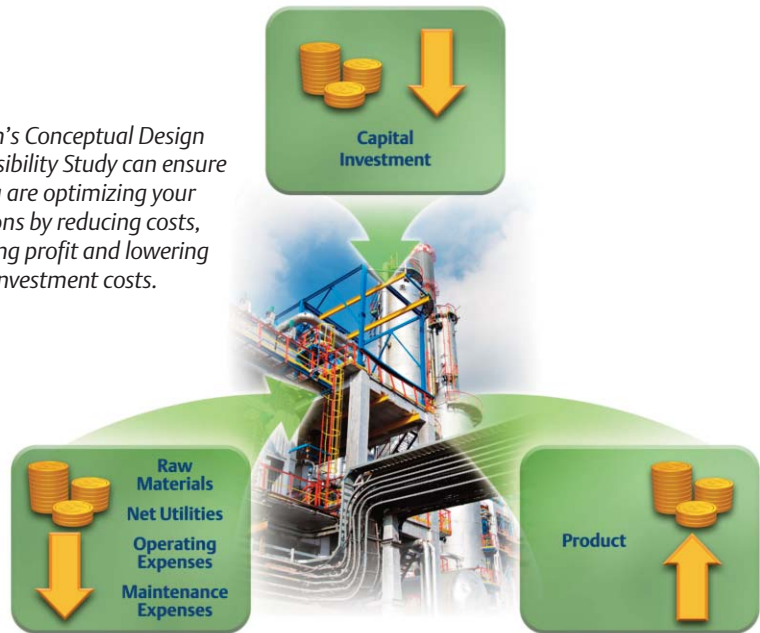 Capital
Investment
's Conceptual Design
sibility Study can ensure
are optimizing your
ons by reducing costs,
ng profit and lowering
nvestment costs.
Raw
Materials
Net Utilities
Operating
Expenses
Maintenance
Expenses
Product